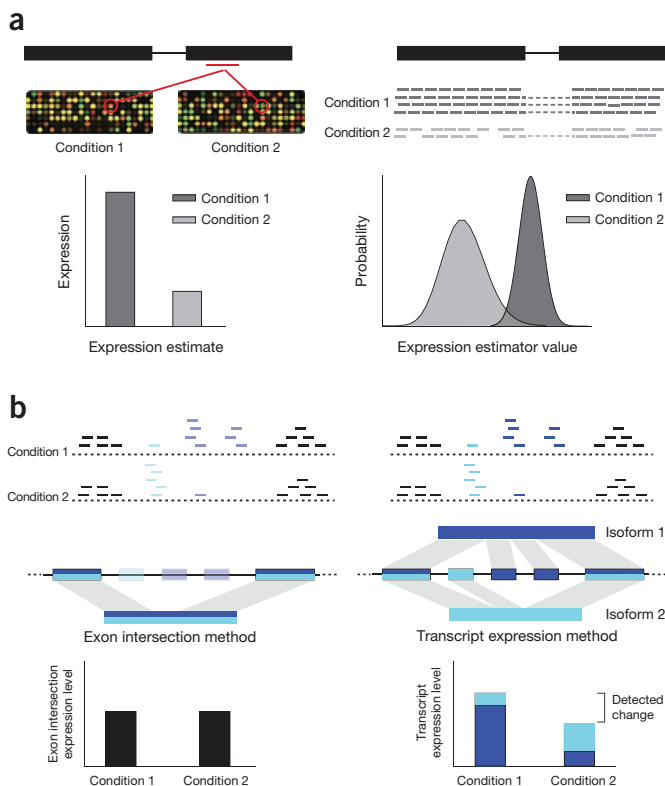 a
Condition 1
Condition 2
Expression
Condition 1
Condition 2
Expression estimate
Condition 1
Condition 2
Probability
Condition 1
Condition 2
Expression estimator value
b
Condition 1
Condition 2
Exon intersection method
Exon intersection
expression level
Condition 1 Condition 2
Isoform 1
Isoform 2
Transcript expression method
Transcript
expression level
Detected
change
Condition 1 Condition 2